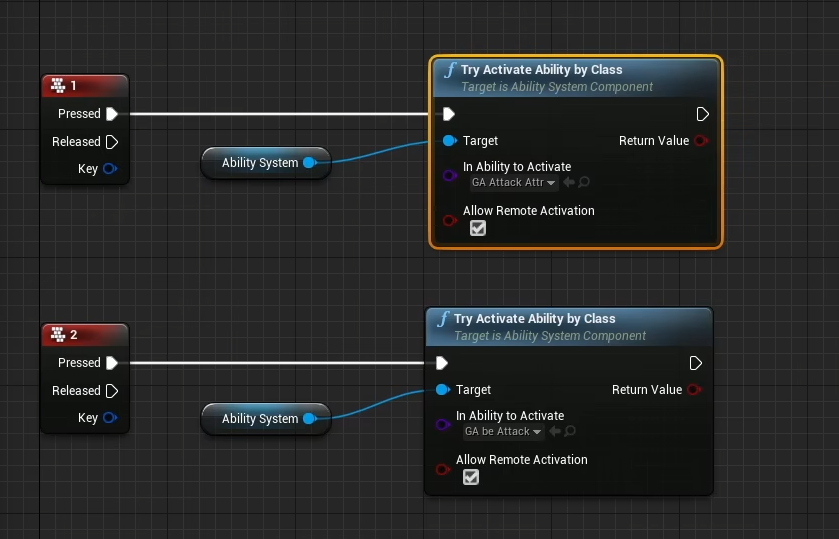 1
Pressed
Released
Key
Ability System
Try Activate Ability by Class
Target is Ability System Component
Target
Return Value
In Ability to Activate
GA Attack Attr
Allow Remote Activation
2
Pressed
Released
Key
Ability System
Try Activate Ability by Class
Target is Ability System Component
Target
Return Value
In Ability to Activate
GA be Attack
Allow Remote Activation